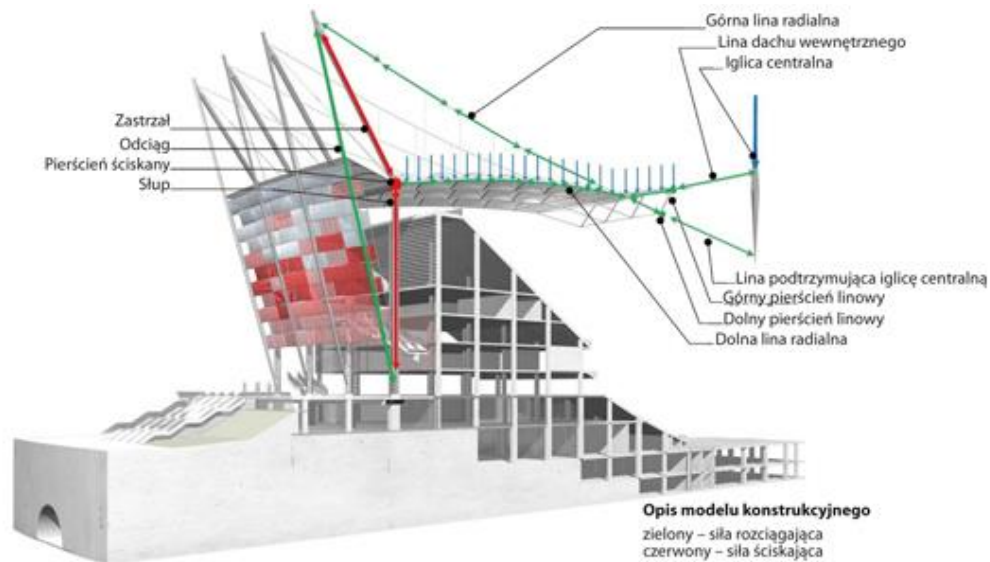 Górna lina radialna
Lina dachu wewnętrznego
Iglica centralna
Zastrzał
Odciąg
Pierścień ściskany
Słup
Lina podtrzymująca iglicę centralną
Górny pierścień linowy
Dolny pierścień linowy
Dolna lina radialna
Opis modelu konstrukcyjnego
zielony – siła rozciągająca
czerwony – siła ściskająca